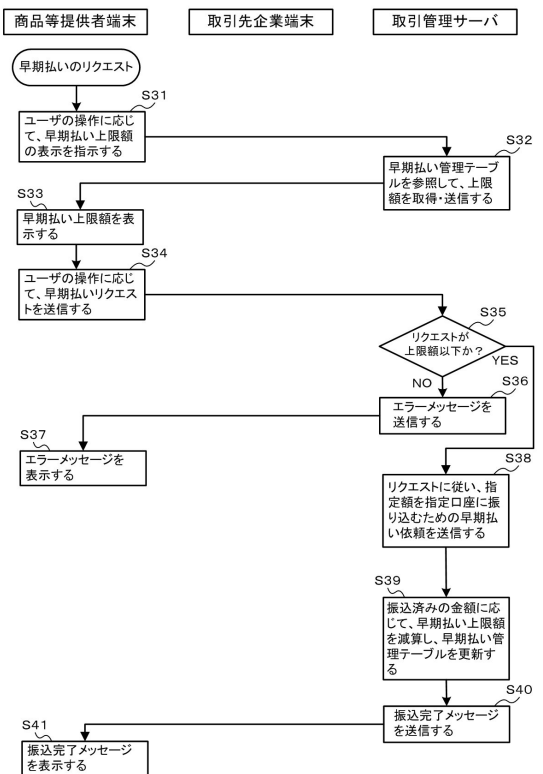 商品等提供者端末
取引先企業端末
取引管理サーバ
早期払いのリクエスト
S31
ユーザの操作に応じ
て、早期払い上限額
の表示を指示する
S32
早期払い管理テーブ
ルを参照して、上限
額を取得・送信する
S33
早期払い上限額を表
示する
S34
ユーザの操作に応じ
て、早期払いリクエス
トを送信する
S35
リクエストが
上限額以下か？
YES
NO
S36
エラーメッセージを
送信する
S37
エラーメッセージを
表示する
S38
リクエストに従い、指
定額を指定口座に振
り込むための早期払
い依頼を送信する
S39
振込済みの金額に応
じて、早期払い上限額
を減算し、早期払い管
理テーブルを更新す
る
S40
振込完了メッセージ
を送信する
S41
振込完了メッセージ
を表示する